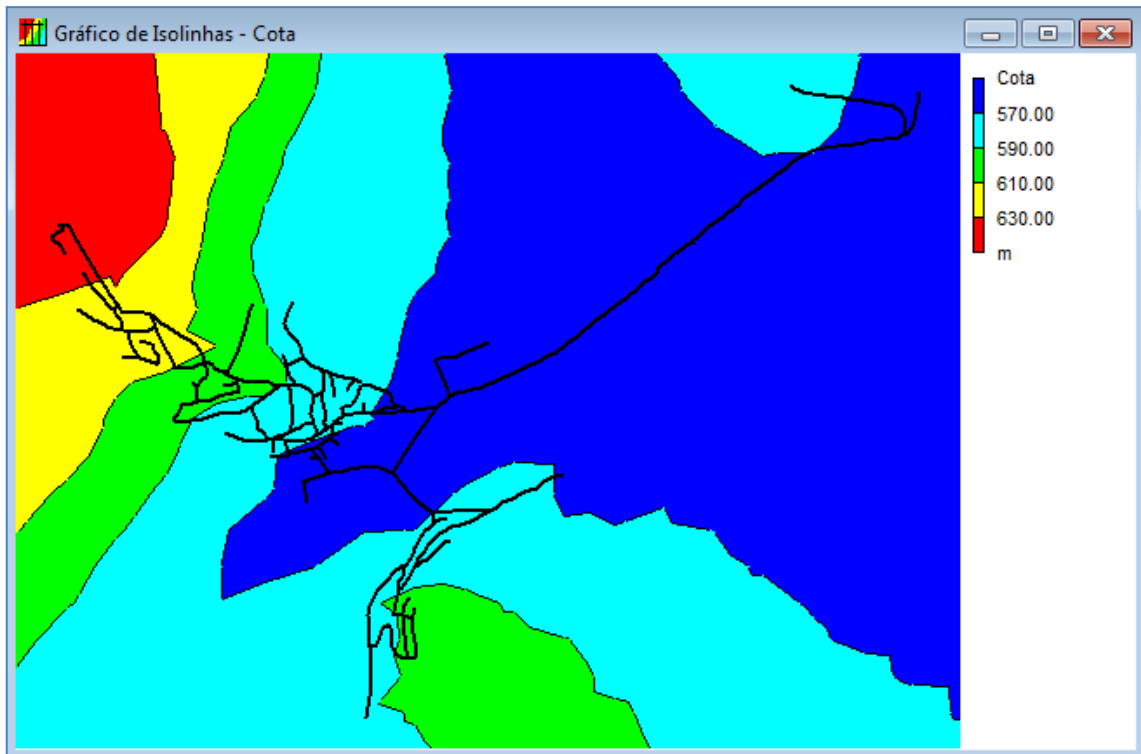 Gráfico de Isolinhas - Cota
Cota
570.00
590.00
610.00
630.00
m